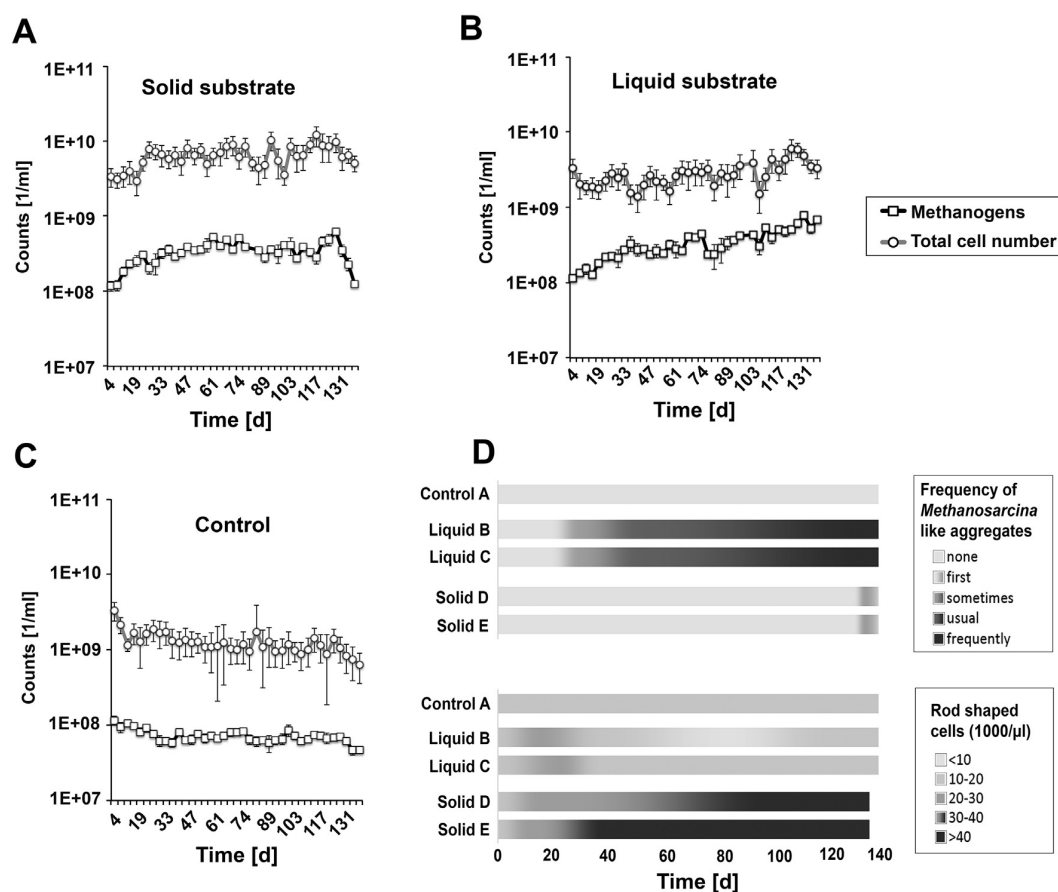 A
Solid substrate
1E+11
1E+10
1E+09
1E+08
1E+07
Counts [1/ml]
4 19 33 47 61 74 89 103 117 131
Time [d]
B
Liquid substrate
1E+11
1E+10
1E+09
1E+08
1E+07
Counts [1/ml]
4 19 33 47 61 74 89 103 117 131
Time [d]
Methanogens
Total cell number
C
Control
1E+11
1E+10
1E+09
1E+08
1E+07
Counts [1/ml]
4 19 33 47 61 74 89 103 117 131
Time [d]
D
Control A
Liquid B
Liquid C
Solid D
Solid E
Frequency of
Methanosarcina
like aggregates
none
first
sometimes
usual
frequently
Control A
Liquid B
Liquid C
Solid D
Solid E
0 20 40 60 80 100 120 140
Time [d]
Rod shaped
cells (1000/µl)
<10
10-20
20-30
30-40
>40